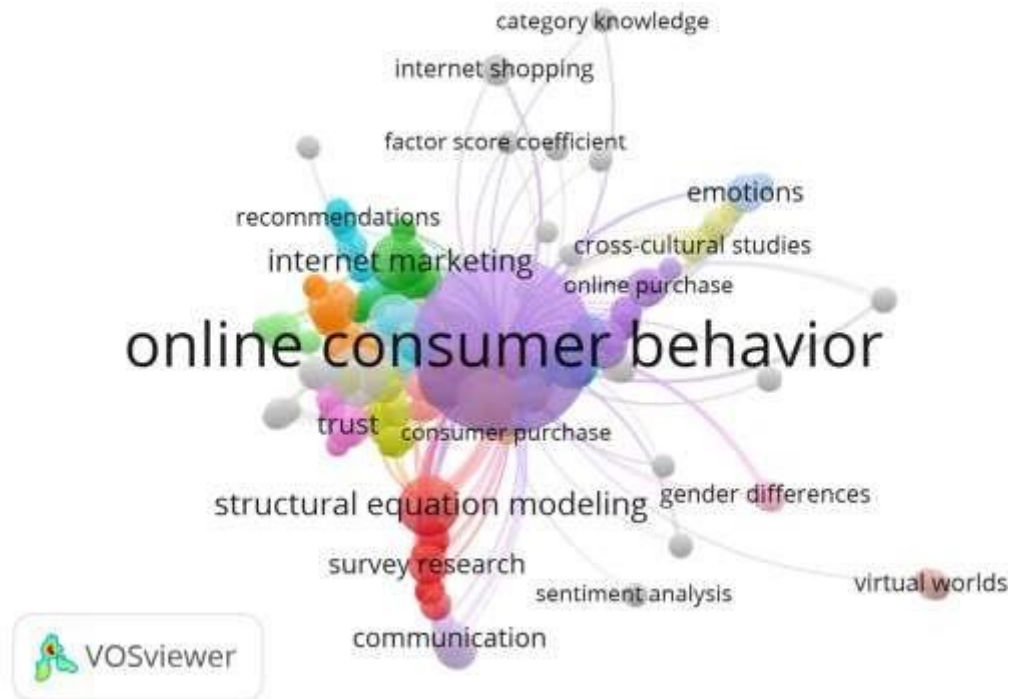 category knowledge
internet shopping
factor score coefficient
emotions
recommendations
cross-cultural studies
internet marketing
online purchase
online consumer behavior
trust
consumer purchase
structural equation modeling
gender differences
survey research
virtual worlds
sentiment analysis
communication
VOSviewer